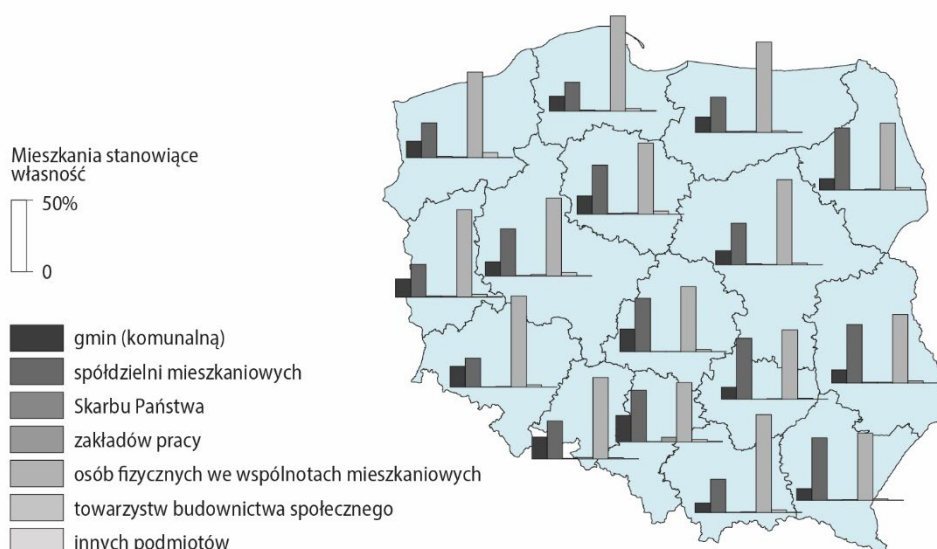 Mieszkania stanowiące
własność
50%
0
gmin (komunalną)
spółdzielni mieszkaniowych
Skarbu Państwa
zakładów pracy
osób fizycznych we wspólnotach mieszkaniowych
towarzystw budownictwa społecznego
innych podmiotów